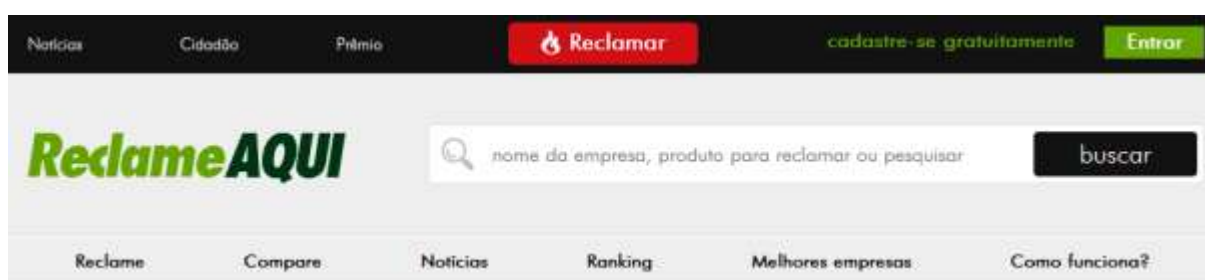 Notícias Cidadão Prêmio Reclamar cadastre-se gratuitamente Entrar
ReclameAQUI nome da empresa, produto para reclamar ou pesquisar buscar
Reclame Compare Notícias Ranking Melhores empresas Como funciona?